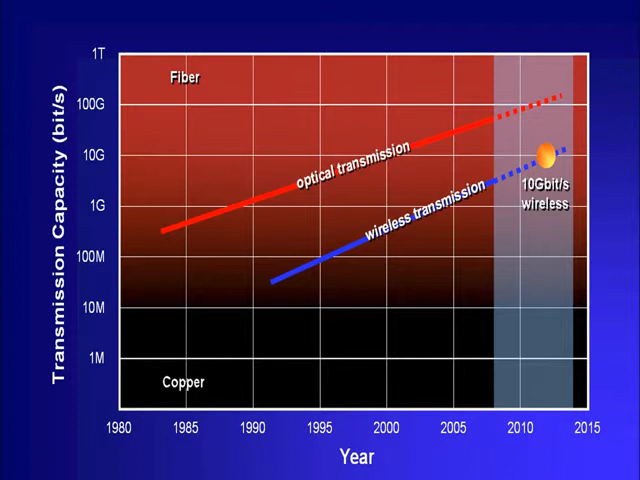 1T
Fiber
100G
optical transmission
10G
10Gbit/s
wireless
wireless transmission
1G
100M
10M
1M
Copper
Transmission Capacity (bit/s)
1980 1985 1990 1995 2000 2005 2010 2015
Year